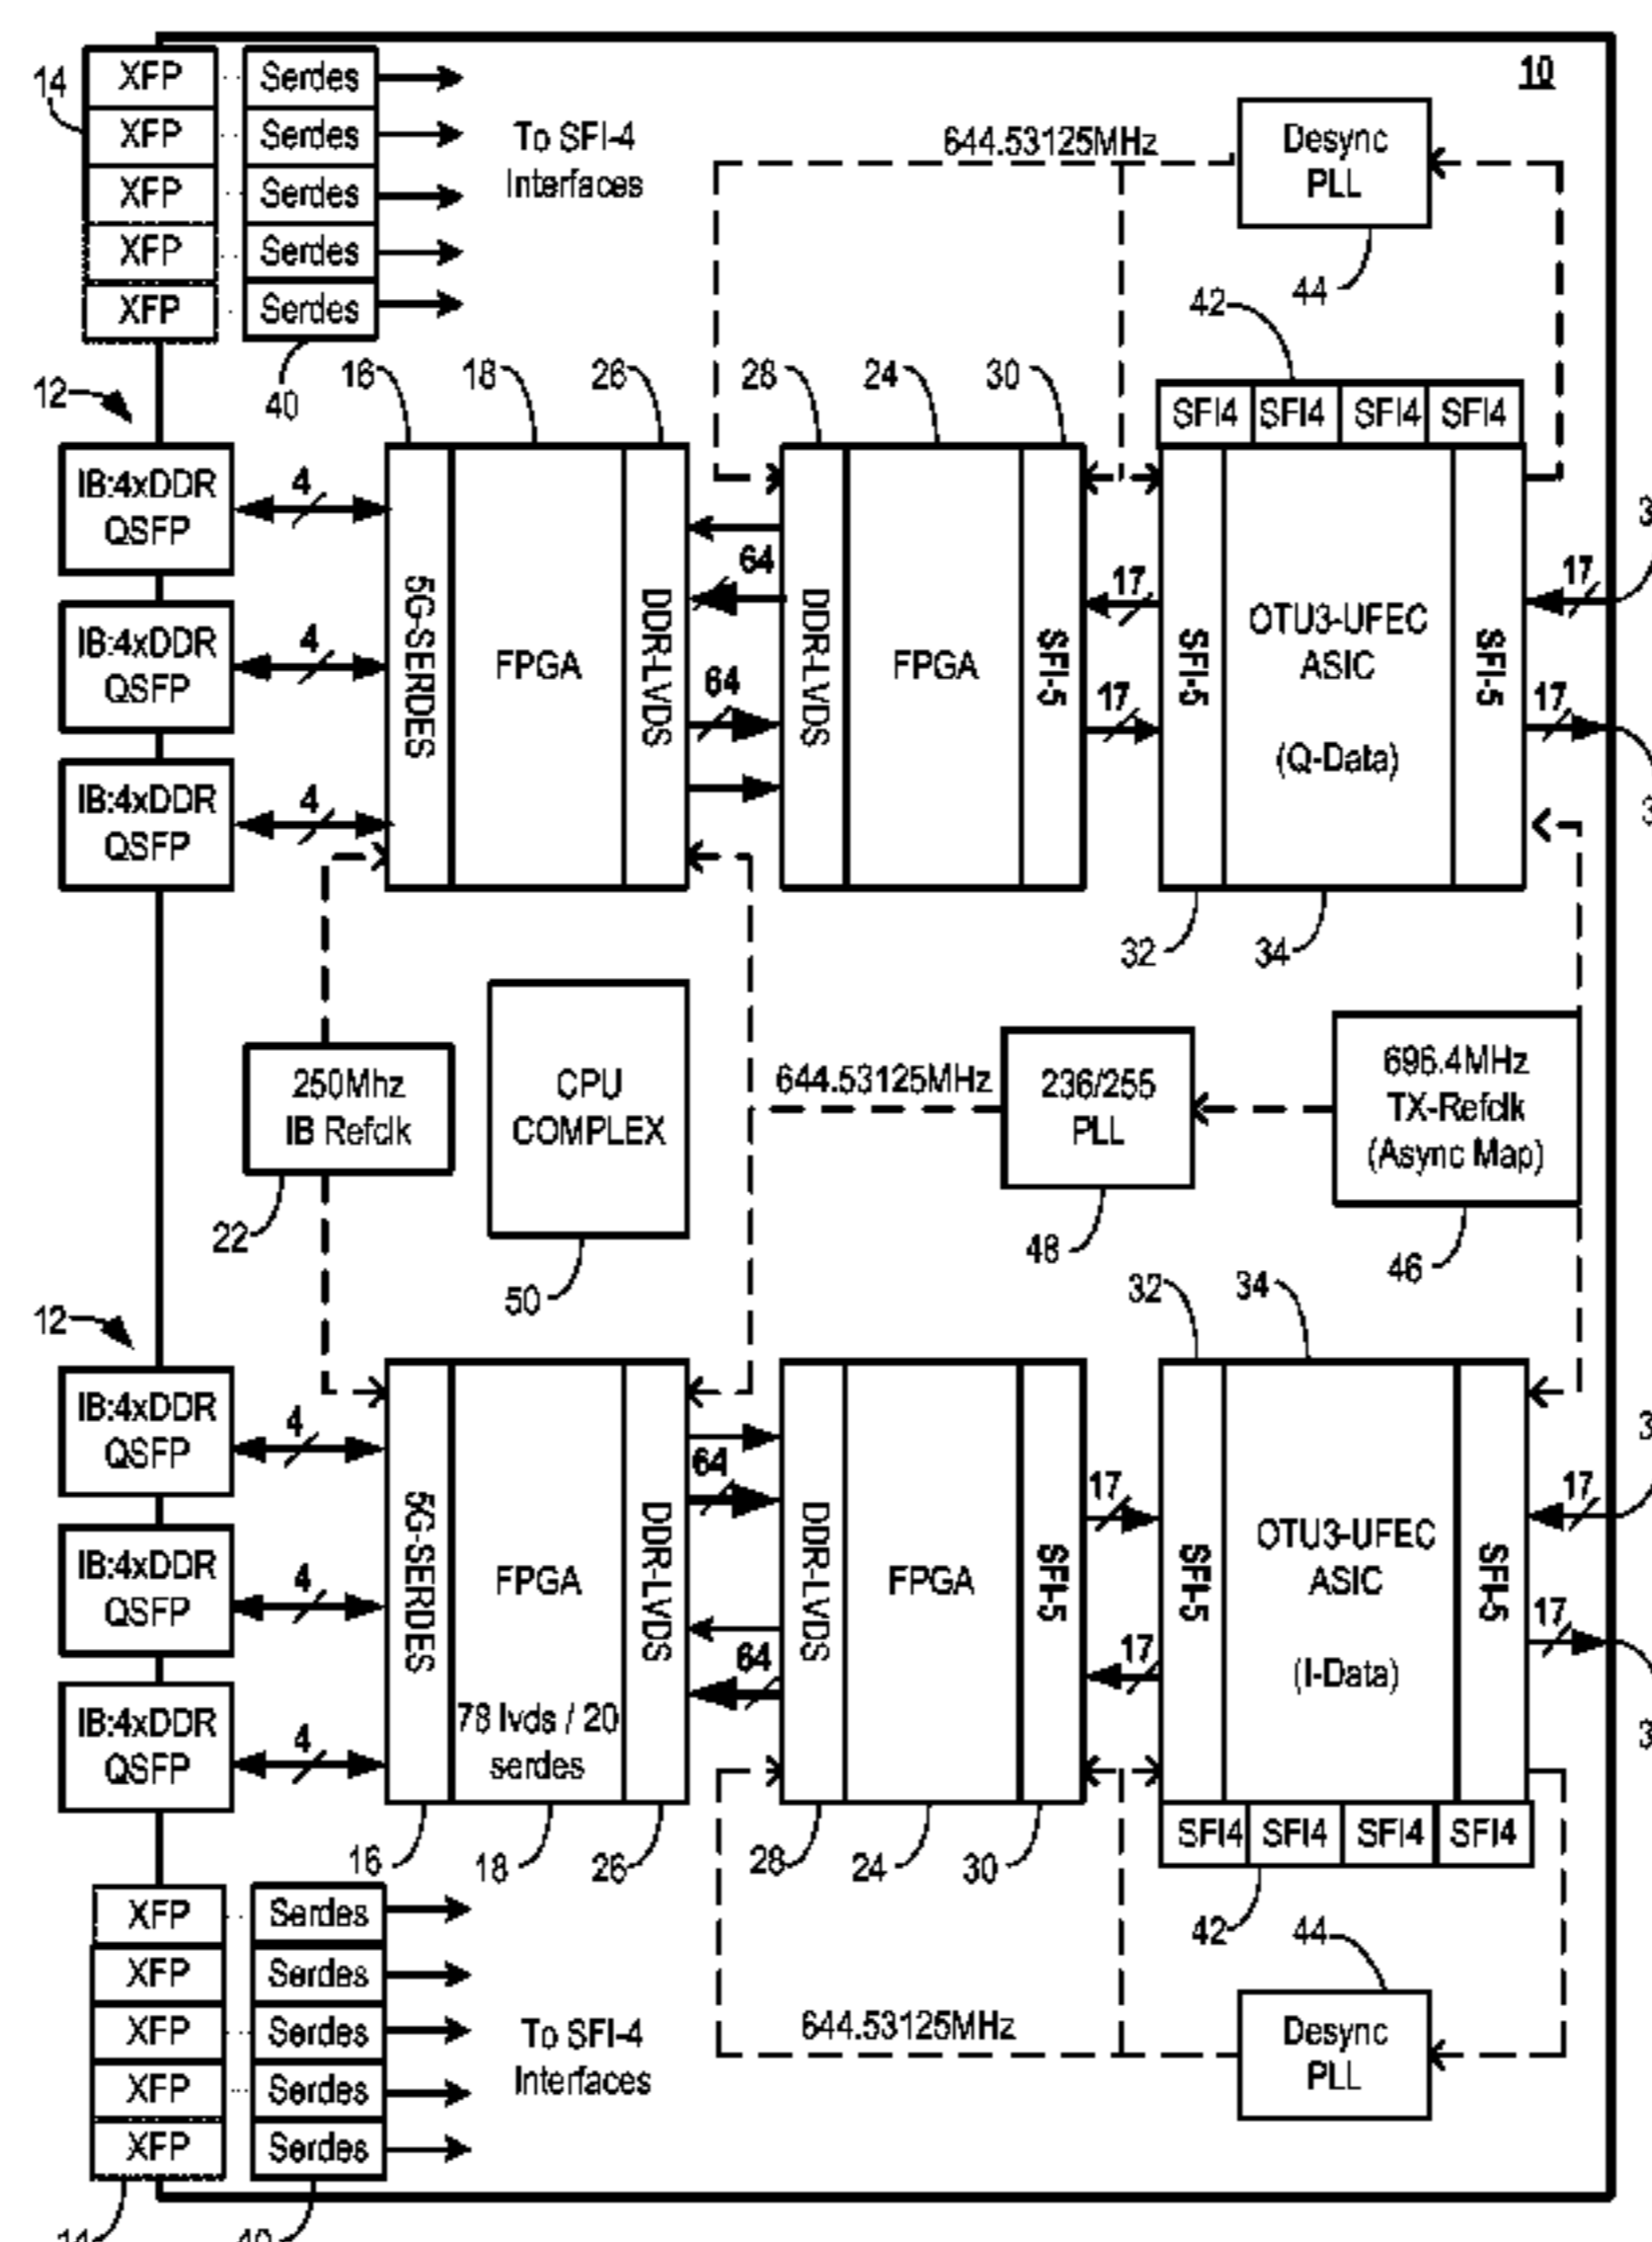 10
14
XFP
XFP
XFP
XFP
XFP
Serdes
Serdes
Serdes
Serdes
Serdes
40
To SFI-4
Interfaces
644.53125MHz
Desync
PLL
44
42
SFI4 SFI4 SFI4 SFI4
12
16
18
26
28
24
30
IB:4xDDR
QSFP
4
IB:4xDDR
QSFP
4
IB:4xDDR
QSFP
4
5G-SERDES
FPGA
DDR-LVDS
64
64
DDR-LVDS
FPGA
SFI-5
17
17
SFI-5
OTU3-UFEC
ASIC
(Q-Data)
SFI-5
17
17
32
34
250Mhz
IB Refclk
22
CPU
COMPLEX
50
644.53125MHz
236/255
PLL
48
696.4MHz
TX-Refclk
(Async Map)
46
32
34
12
IB:4xDDR
QSFP
4
IB:4xDDR
QSFP
4
IB:4xDDR
QSFP
4
5G-SERDES
FPGA
78 lvds / 20
serdes
DDR-LVDS
64
64
DDR-LVDS
FPGA
SFI-5
17
17
SFI-5
OTU3-UFEC
ASIC
(I-Data)
SFI-5
17
17
SFI4 SFI4 SFI4 SFI4
16
18
26
28
24
30
42
44
XFP
XFP
XFP
XFP
XFP
Serdes
Serdes
Serdes
Serdes
Serdes
To SFI-4
Interfaces
644.53125MHz
Desync
PLL